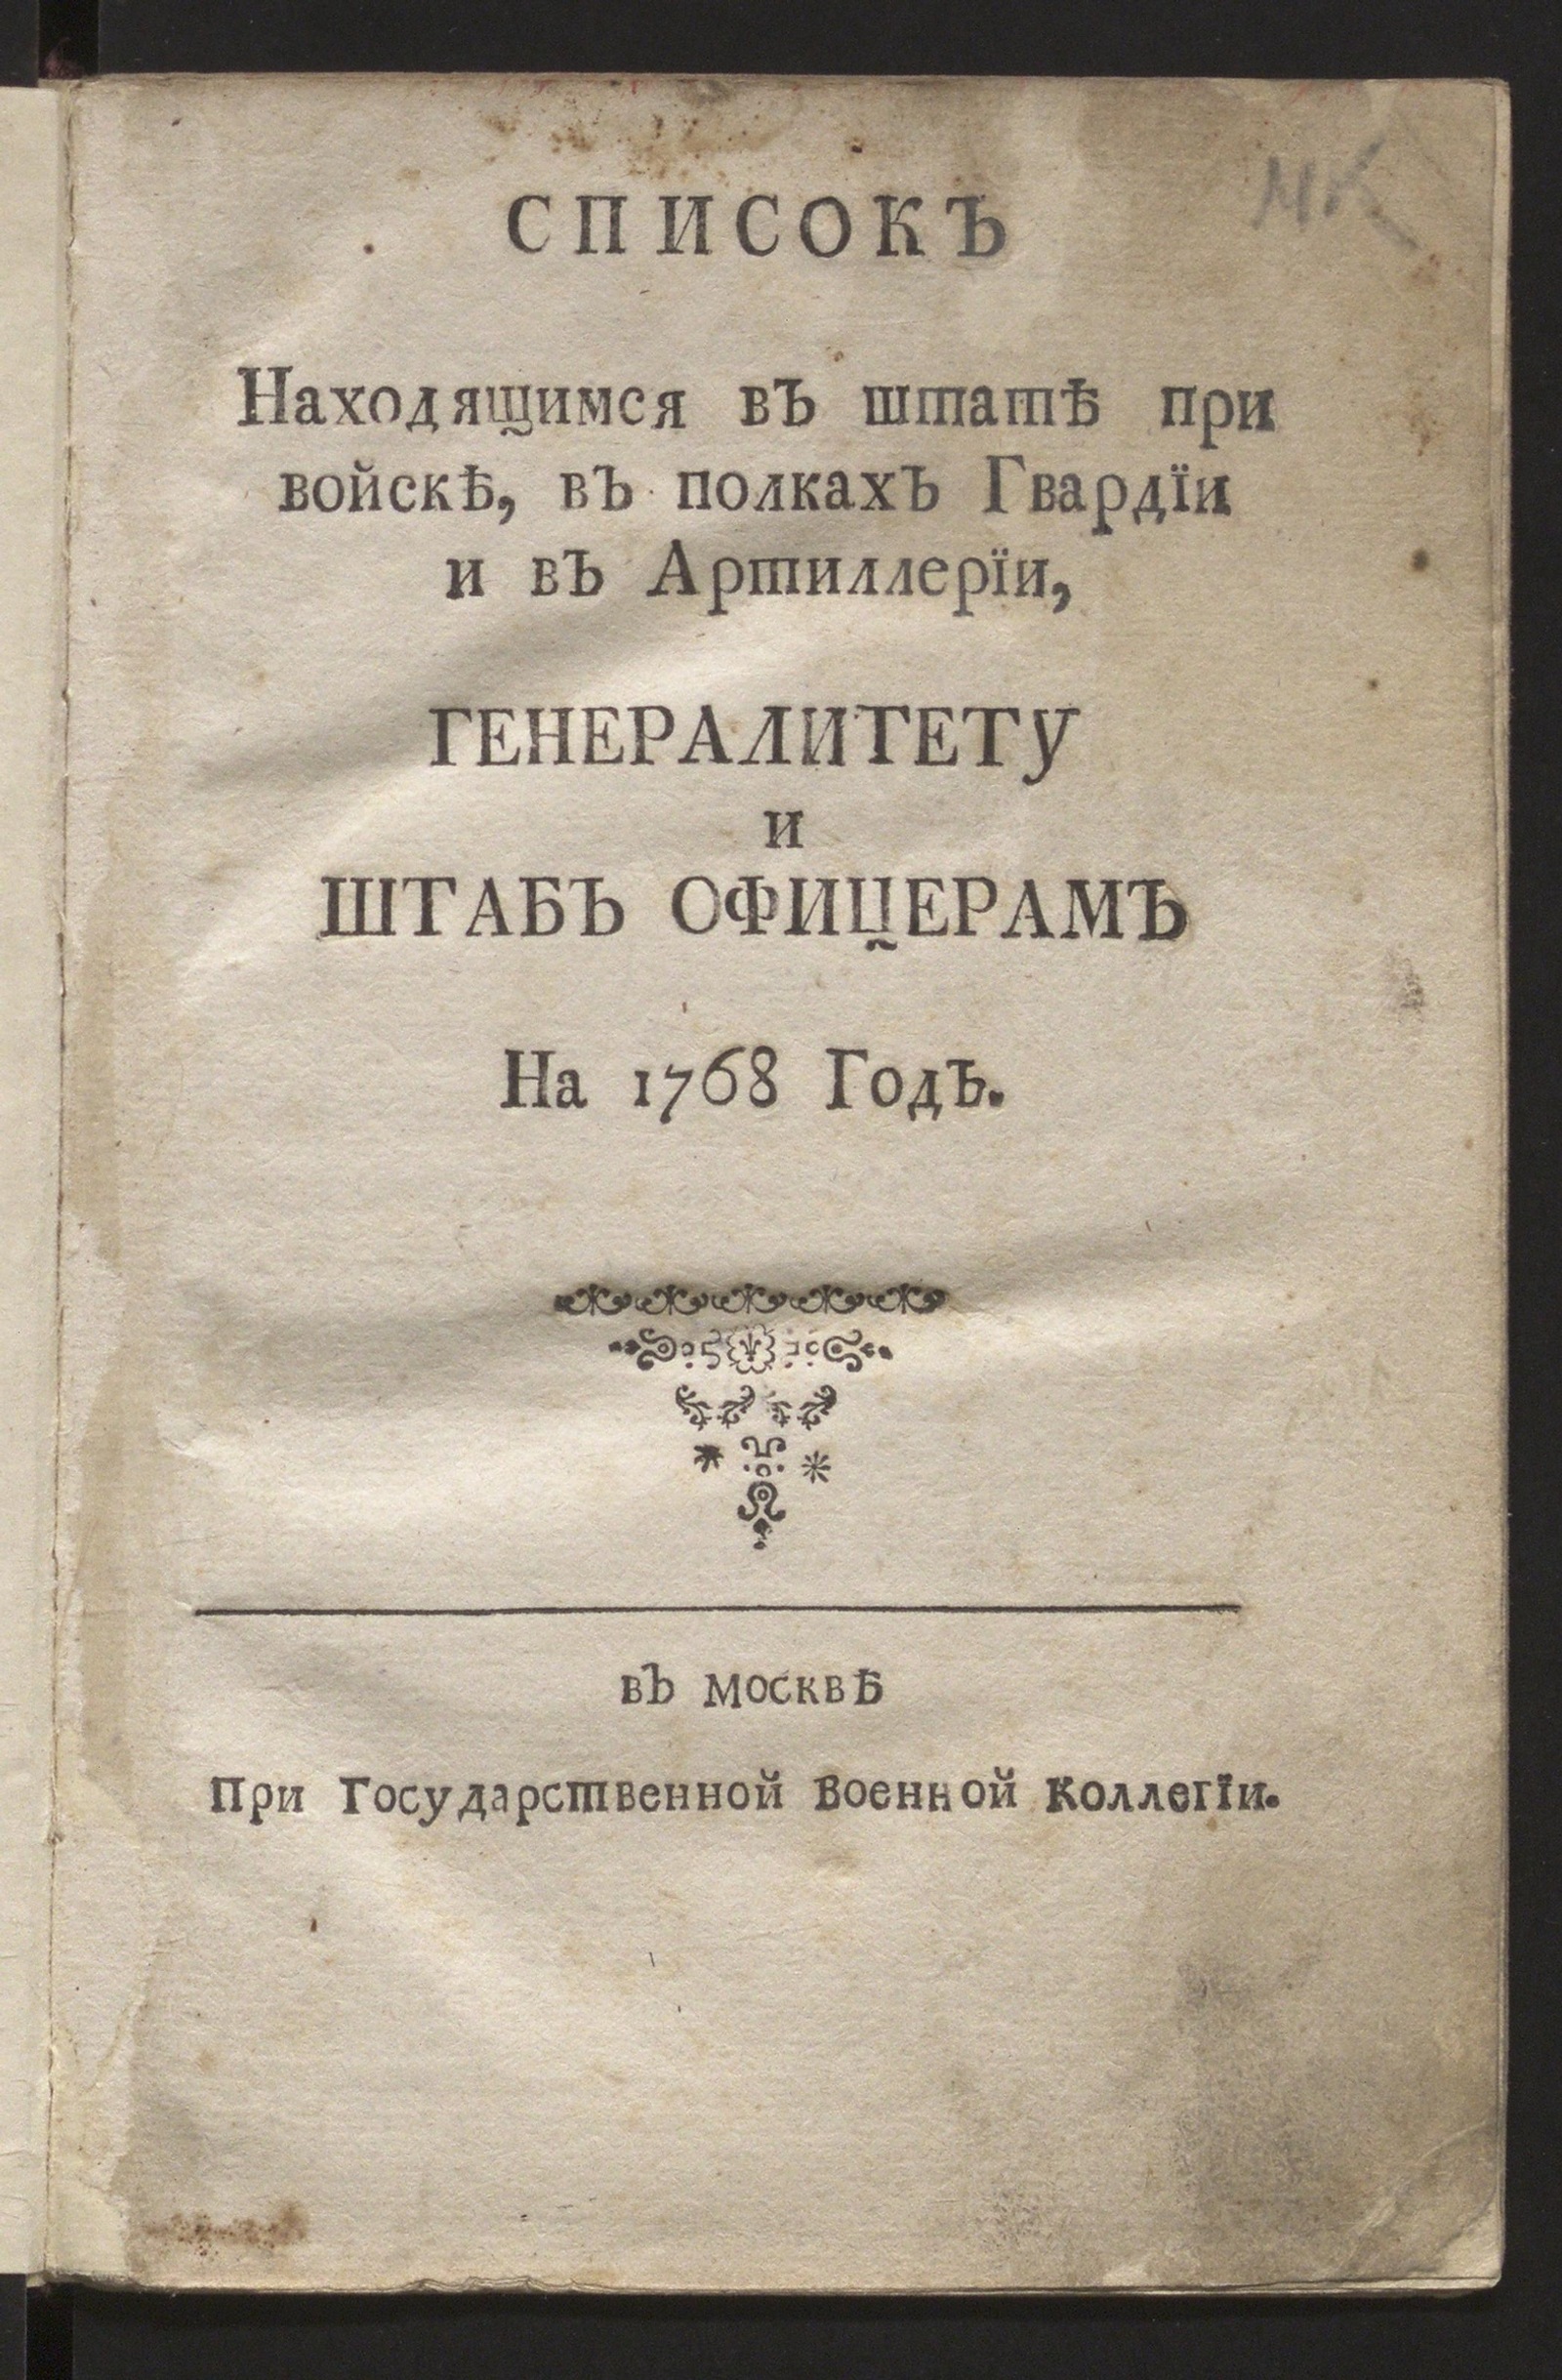 СПИСОКЪ
Находящимся въ штатѣ при
войскѣ, въ полкахъ Гвардїи
и въ Артиллерїи,
ГЕНЕРАЛИТЕТУ
и
ШТАБЪ ОФИЦЕРАМЪ
На 1768 Годъ.
въ москвѣ
При Государственной Военной Коллегїи.